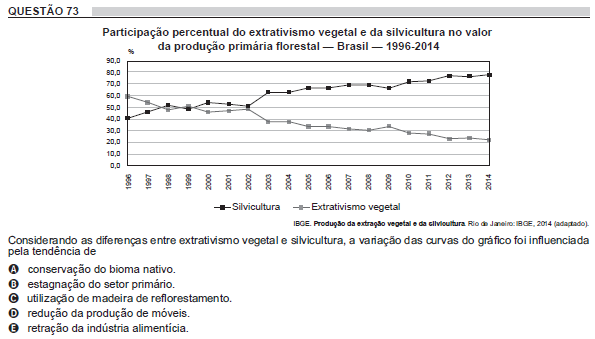 QUESTÃO 73
Participação percentual do extrativismo vegetal e da silvicultura no valor
da produção primária florestal — Brasil — 1996-2014
%
90,0
80,0
70,0
60,0
50,0
40,0
30,0
20,0
10,0
0,0
1996 1997 1998 1999 2000 2001 2002 2003 2004 2005 2006 2007 2008 2009 2010 2011 2012 2013 2014
Silvicultura Extrativismo vegetal
IBGE. Produção da extração vegetal e da silvicultura. Rio de Janeiro: IBGE, 2014 (adaptado).
Considerando as diferenças entre extrativismo vegetal e silvicultura, a variação das curvas do gráfico foi influenciada
pela tendência de
A conservação do bioma nativo.
B estagnação do setor primário.
C utilização de madeira de reflorestamento.
D redução da produção de móveis.
E retração da indústria alimentícia.